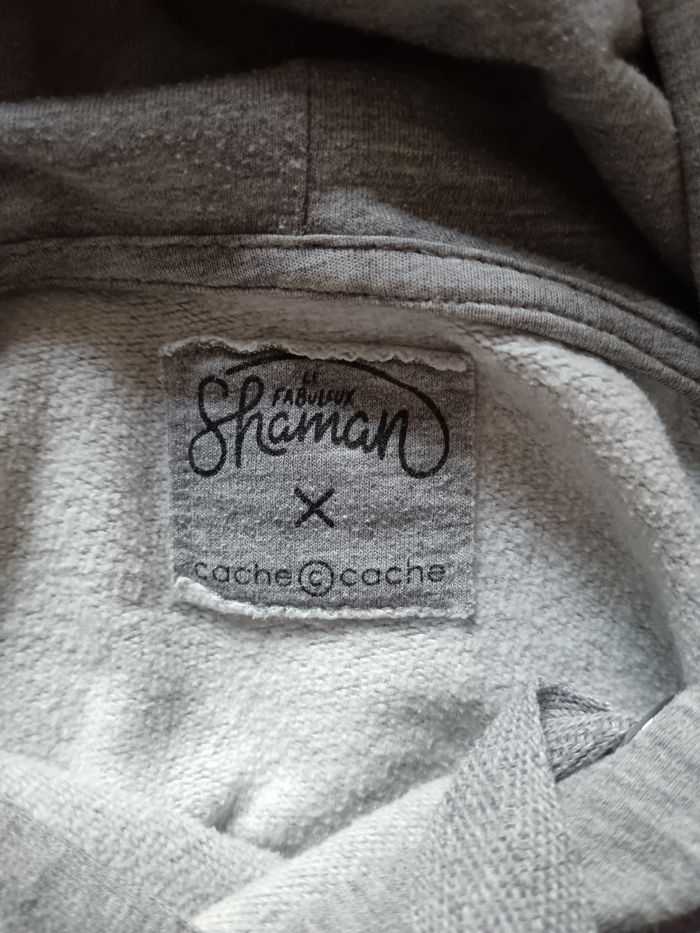 LE
FABULEUX
Shaman
X
cache©cache